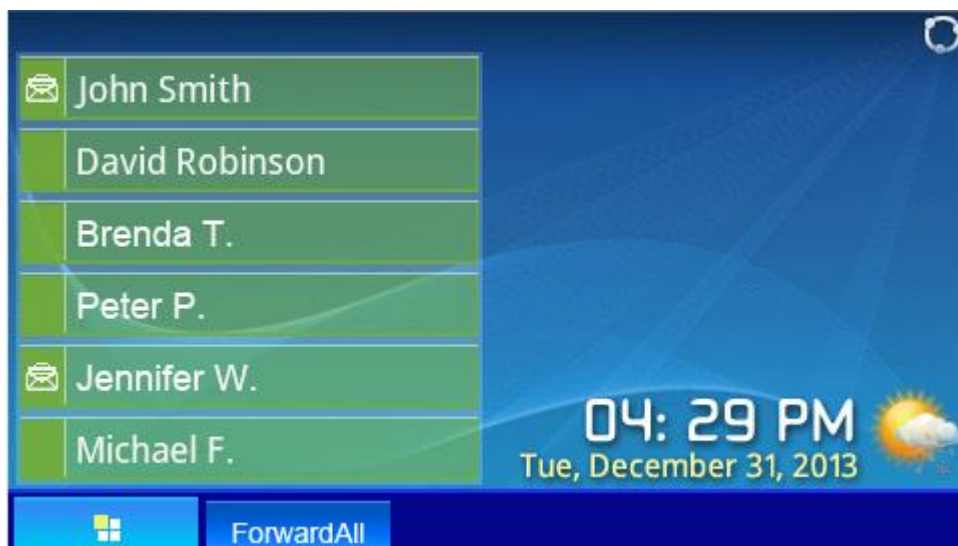 John Smith
David Robinson
Brenda T.
Peter P.
Jennifer W.
Michael F.
04: 29 PM
Tue, December 31, 2013
ForwardAll